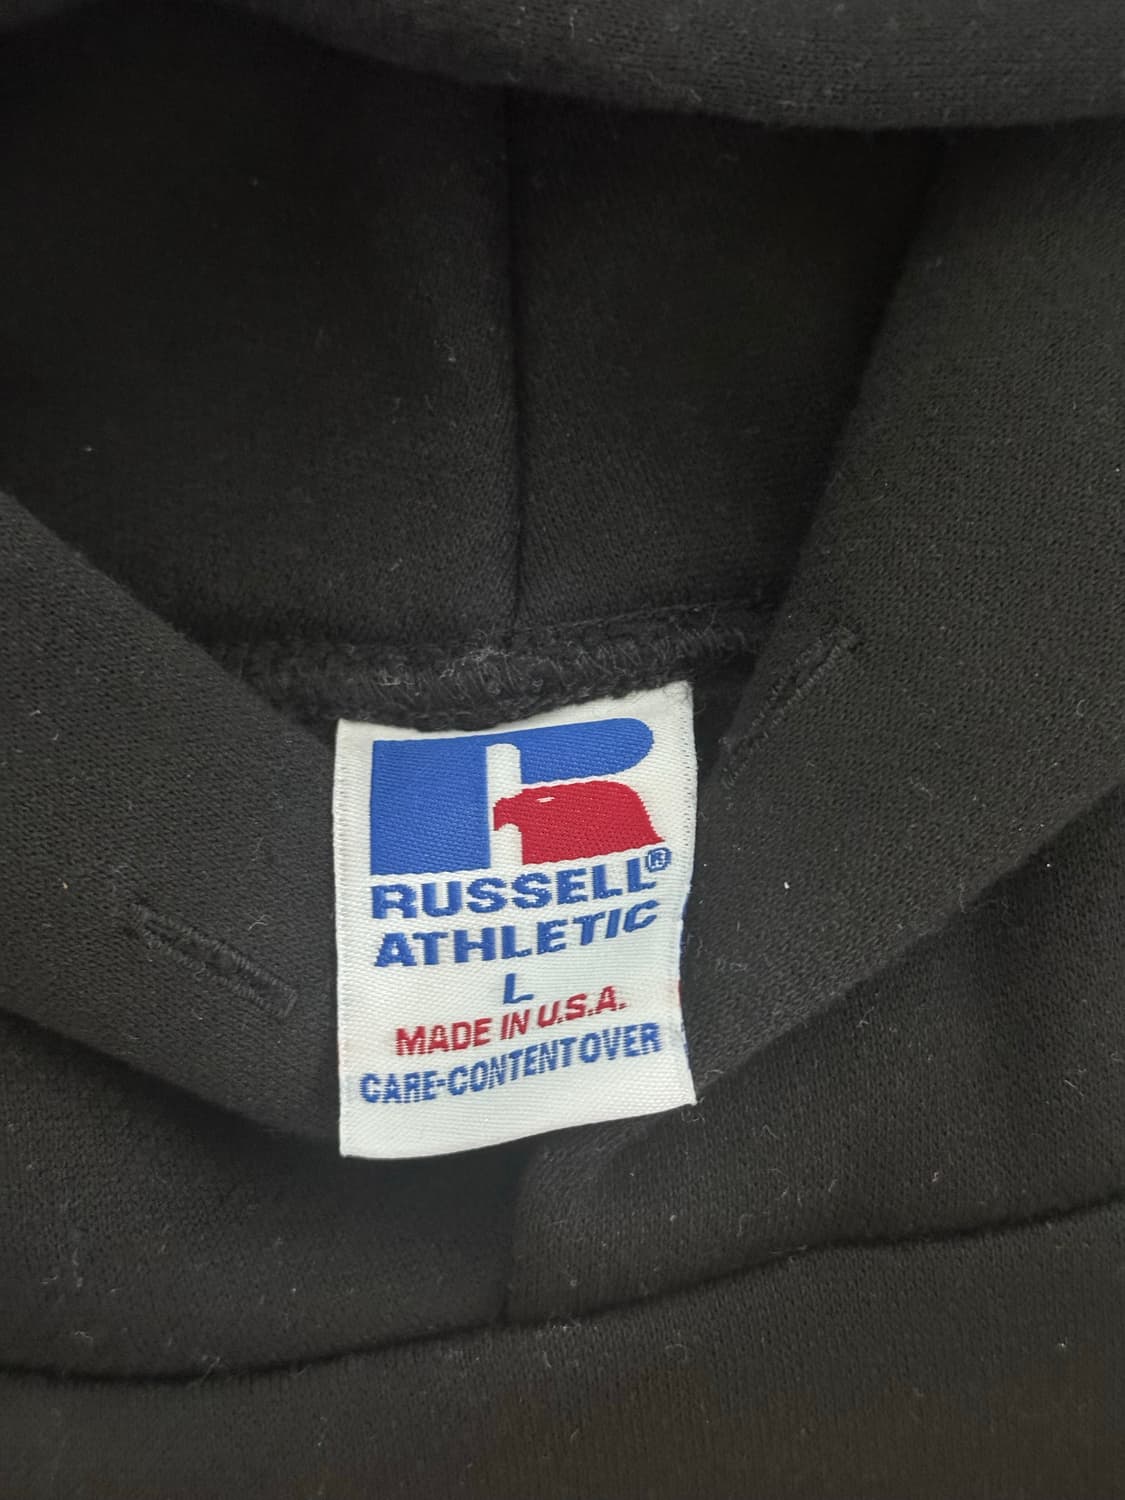 RUSSELL®
ATHLETIC
L
MADE IN U.S.A.
CARE-CONTENT OVER